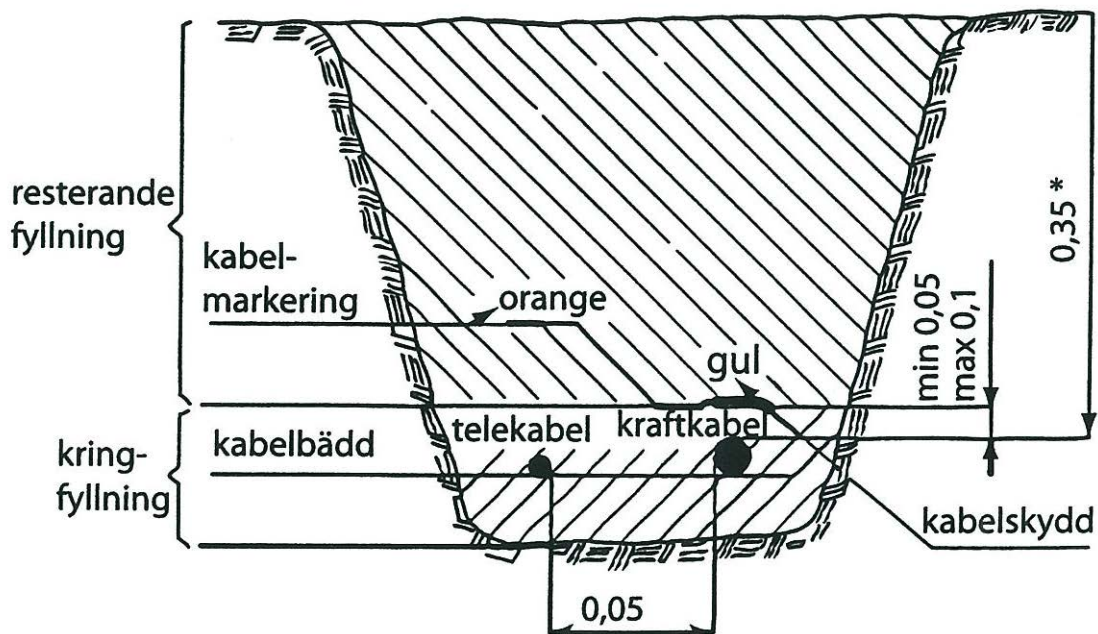 resterande
fyllning
kabel-
markering
orange
gul
min 0,05
max 0,1
0,35 *
kring-
fyllning
kabelbädd
telekabel
kraftkabel
kabelskydd
0,05